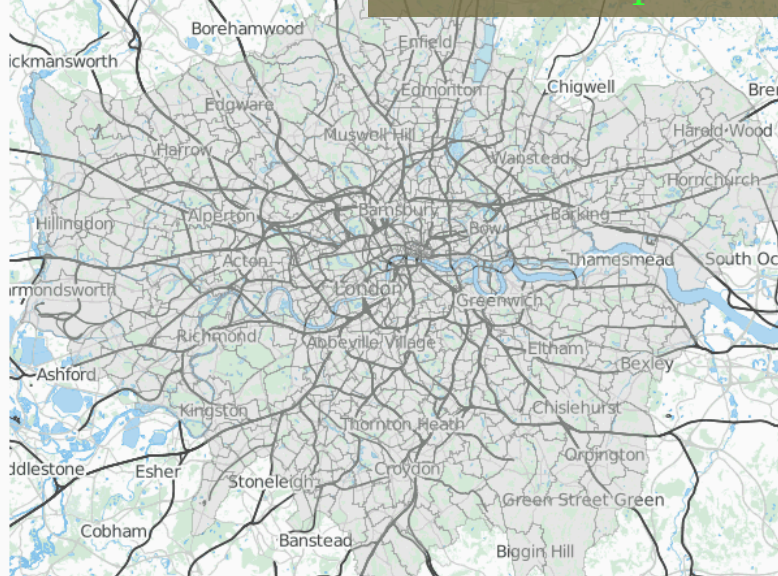 Borehamwood
Enfield
ickmansworth
Chigwell
Edmonton
Bre
Edgware
Muswell Hill
Harold Wood
Harrow
Wanstead
Hornchurch
Barnsbury
Alperton
Barking
Hillingdon
Bow
Acton
Thamesmead
South Oc
armondsworth
London
Greenwich
Richmond
Abbeville Village
Eltham
Bexley
Ashford
Kingston
Chislehurst
Thornton Heath
Orpington
ddlestone
Esher
Croydon
Stoneleigh
Green Street Green
Cobham
Banstead
Biggin Hill